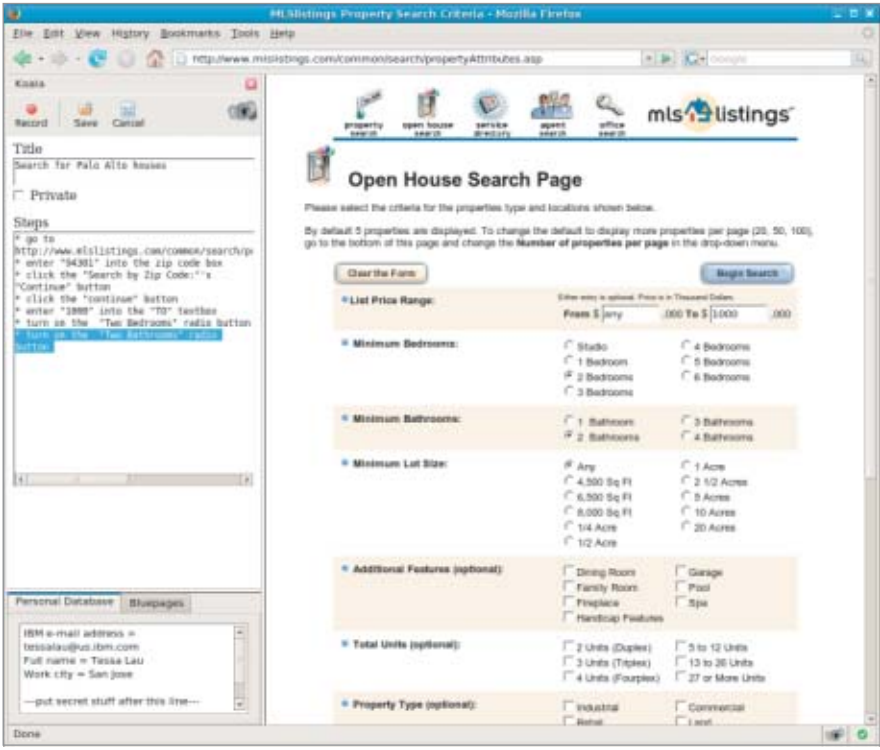 MLSlistings Property Search Criteria - Mozilla Firefox
File Edit View History Bookmarks Tools Help
http://www.mlslistings.com/common/search/propertyAttributes.asp
Google
Koala
Record Save Cancel
Title
Search for Palo Alto houses
Private
Steps
* go to
http://www.mlslistings.com/common/search/p
* enter "94301" into the zip code box
* click the "Search by Zip Code:"'s
"Continue" button
* click the "continue" button
* enter "1000" into the "TO" textbox
* turn on the "Two Bedrooms" radio button
* turn on the "Two Bathrooms" radio
button
Personal Database Bluepages
IBM e-mail address =
tessalau@us.ibm.com
Full name = Tessa Lau
Work city = San Jose
---put secret stuff after this line---
property search
open house search
service directory
agent search
office search
mls listings
Open House Search Page
Please select the criteria for the properties type and locations shown below.
By default 5 properties are displayed. To change the default to display more properties per page (20, 50, 100),
go to the bottom of this page and change the Number of properties per page in the drop-down menu.
Clear the Form Begin Search
List Price Range:
Either entry is optional. Price is in Thousand Dollars.
From $ any ,000 To $ 1000 ,000
Minimum Bedrooms:
Studio 4 Bedrooms
1 Bedroom 5 Bedrooms
2 Bedrooms 6 Bedrooms
3 Bedrooms
Minimum Bathrooms:
1 Bathroom 3 Bathrooms
2 Bathrooms 4 Bathrooms
Minimum Lot Size:
Any 1 Acre
4,500 Sq Ft 2 1/2 Acres
6,500 Sq Ft 5 Acres
8,000 Sq Ft 10 Acres
1/4 Acre 20 Acres
1/2 Acre
Additional Features (optional):
Dining Room Garage
Family Room Pool
Fireplace Spa
Handicap Features
Total Units (optional):
2 Units (Duplex) 5 to 12 Units
3 Units (Triplex) 13 to 26 Units
4 Units (Fourplex) 27 or More Units
Property Type (optional):
Industrial Commercial
Retail Land
Done